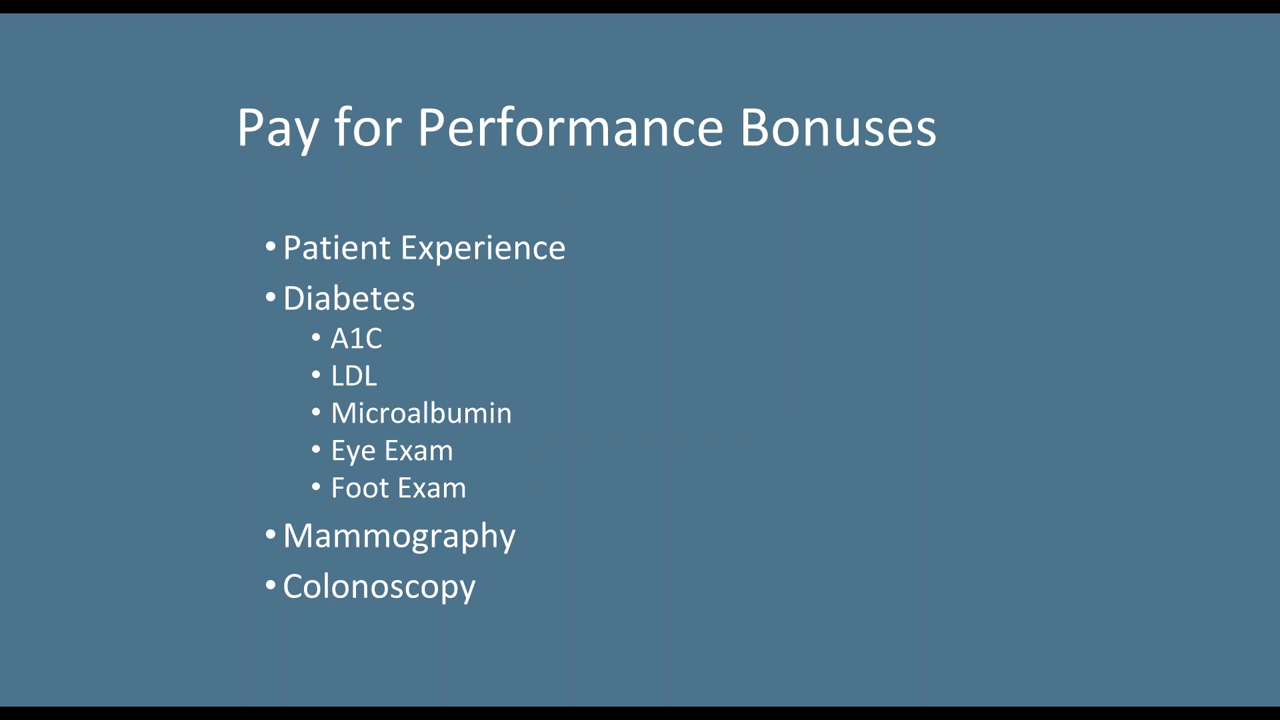 Pay for Performance Bonuses
• Patient Experience
• Diabetes
• A1C
• LDL
• Microalbumin
• Eye Exam
• Foot Exam
• Mammography
• Colonoscopy